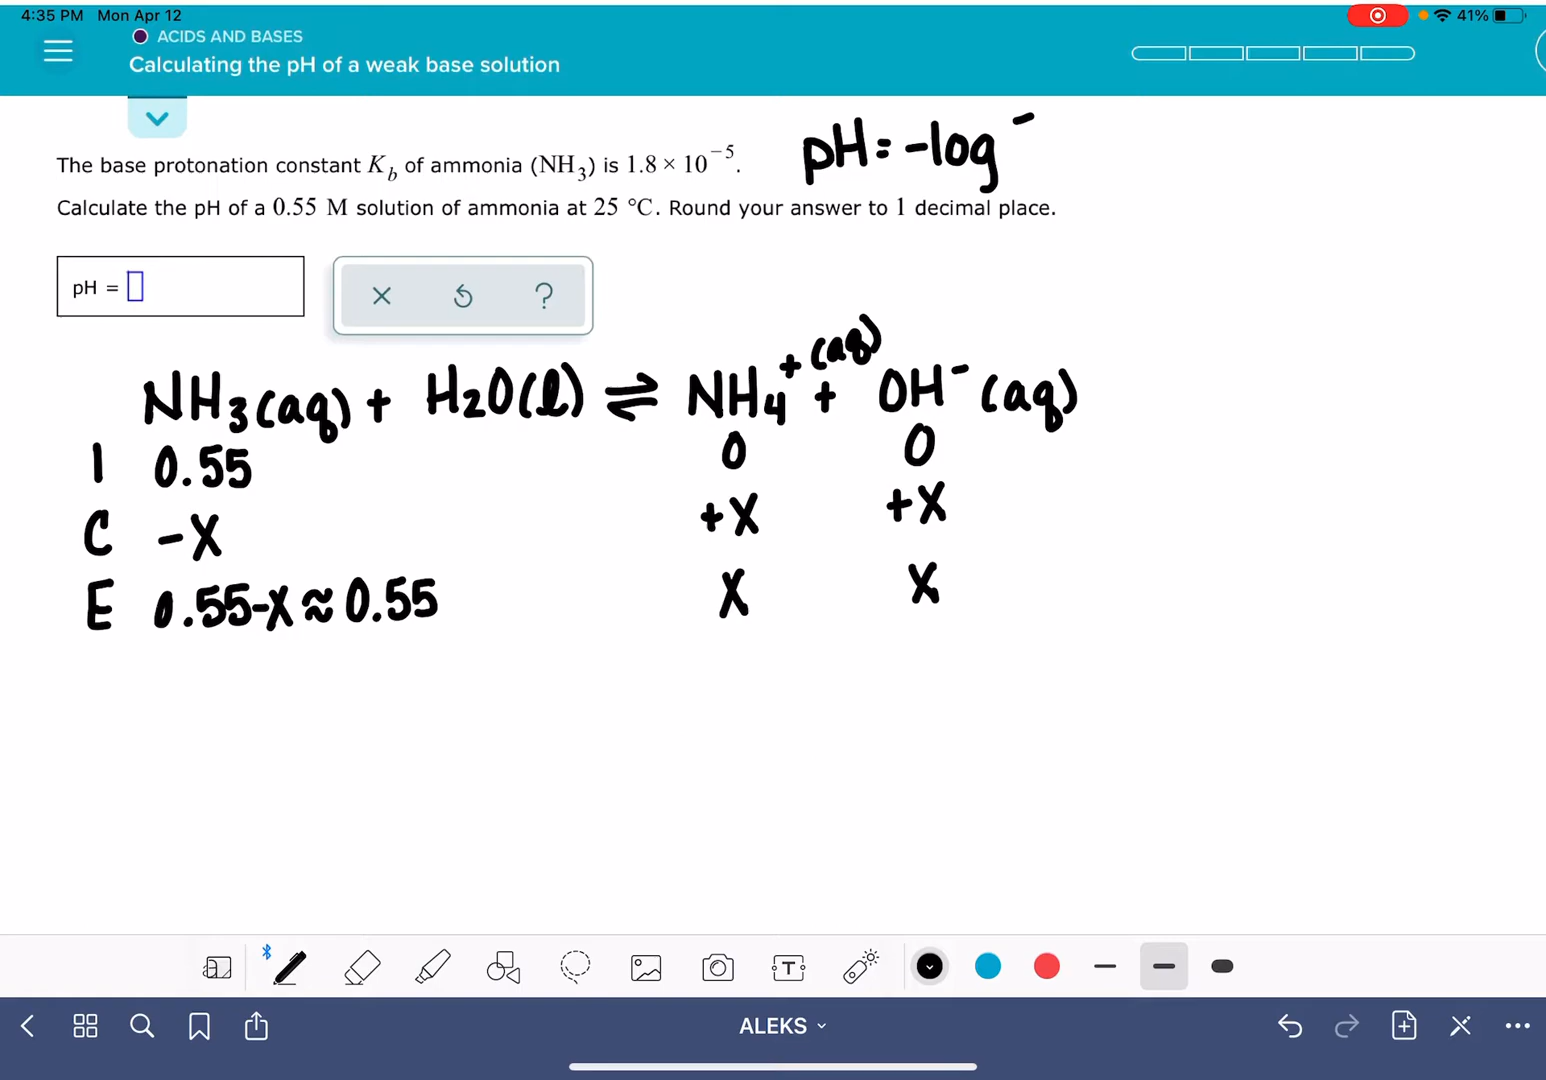 4:35 PM Mon Apr 12
41%
ACIDS AND BASES
Calculating the pH of a weak base solution
The base protonation constant K_b of ammonia (NH₃) is 1.8 × 10⁻⁵.
pH = -log⁻
Calculate the pH of a 0.55 M solution of ammonia at 25 °C. Round your answer to 1 decimal place.
pH =
× ?
NH₃(aq) + H₂O(l) ⇌ NH₄⁺(aq) + OH⁻(aq)
I 0.55 0 0
C -X +X +X
E 0.55-X ≈ 0.55 X X
a
T
ALEKS